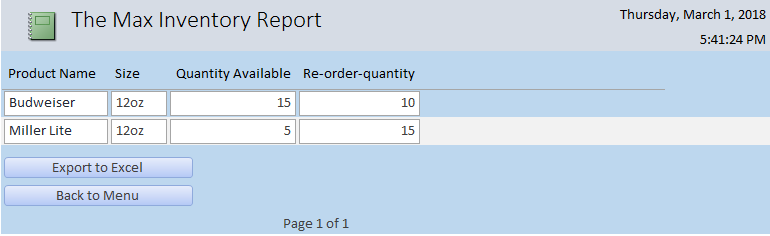 The Max Inventory Report
Thursday, March 1, 2018
5:41:24 PM
Product Name Size Quantity Available Re-order-quantity
Budweiser 12oz 15 10
Miller Lite 12oz 5 15
Export to Excel
Back to Menu
Page 1 of 1